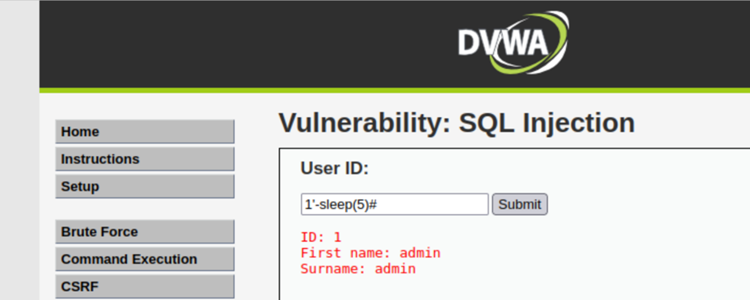 DVWA
Home
Instructions
Setup
Brute Force
Command Execution
CSRF
Vulnerability: SQL Injection
User ID:
1'-sleep(5)#
Submit
ID: 1
First name: admin
Surname: admin